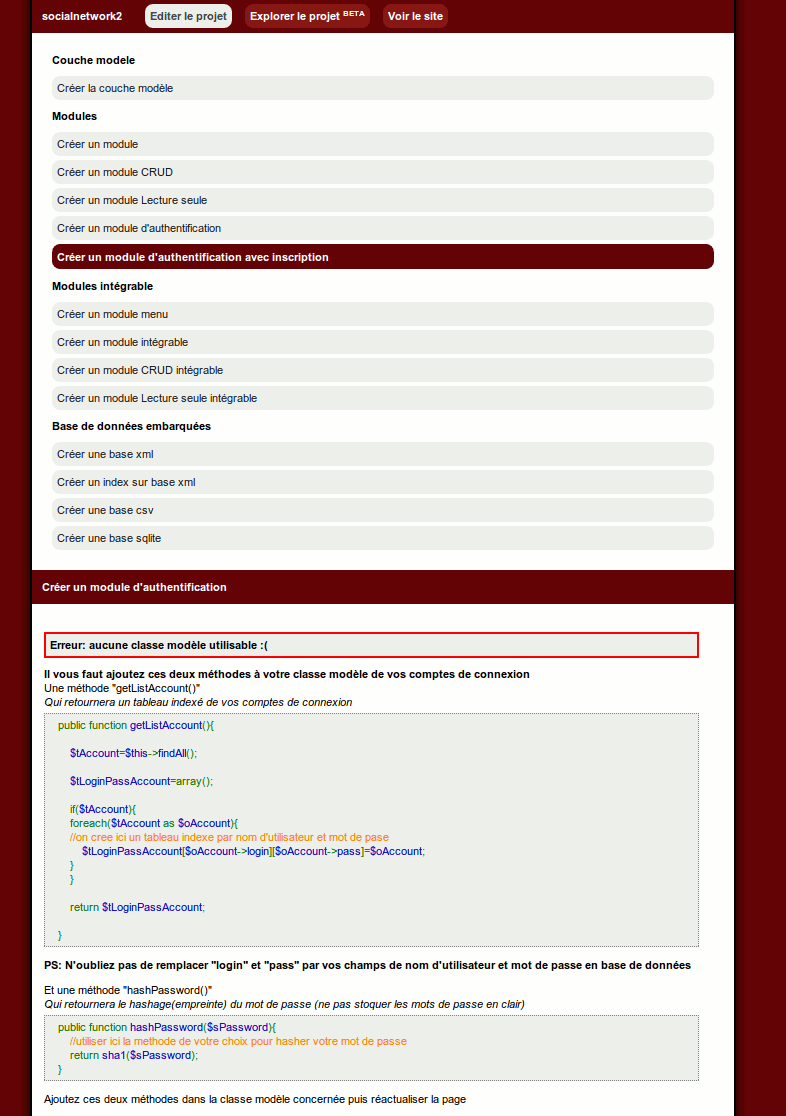 socialnetwork2 Editer le projet Explorer le projet BETA Voir le site
Couche modele
Créer la couche modèle
Modules
Créer un module
Créer un module CRUD
Créer un module Lecture seule
Créer un module d'authentification
Créer un module d'authentification avec inscription
Modules intégrable
Créer un module menu
Créer un module intégrable
Créer un module CRUD intégrable
Créer un module Lecture seule intégrable
Base de données embarquées
Créer une base xml
Créer un index sur base xml
Créer une base csv
Créer une base sqlite
Créer un module d'authentification
Erreur: aucune classe modèle utilisable :(
Il vous faut ajoutez ces deux méthodes à votre classe modèle de vos comptes de connexion
Une méthode "getListAccount()"
Qui retournera un tableau indexé de vos comptes de connexion
public function getListAccount(){
$tAccount=$this->findAll();
$tLoginPassAccount=array();
if($tAccount){
foreach($tAccount as $oAccount){
//on cree ici un tableau indexe par nom d'utilisateur et mot de pase
$tLoginPassAccount[$oAccount->login][$oAccount->pass]=$oAccount;
}
}
return $tLoginPassAccount;
}
PS: N'oubliez pas de remplacer "login" et "pass" par vos champs de nom d'utilisateur et mot de passe en base de données
Et une méthode "hashPassword()"
Qui retournera le hashage(empreinte) du mot de passe (ne pas stoquer les mots de passe en clair)
public function hashPassword($sPassword){
//utiliser ici la methode de votre choix pour hasher votre mot de passe
return sha1($sPassword);
}
Ajoutez ces deux méthodes dans la classe modèle concernée puis réactualiser la page